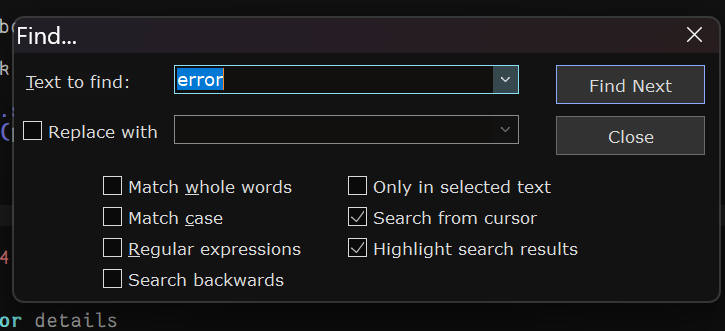 Find...
Text to find:
error
Find Next
Replace with
Close
Match whole words
Only in selected text
Match case
Search from cursor
Regular expressions
Highlight search results
Search backwards
4
or details